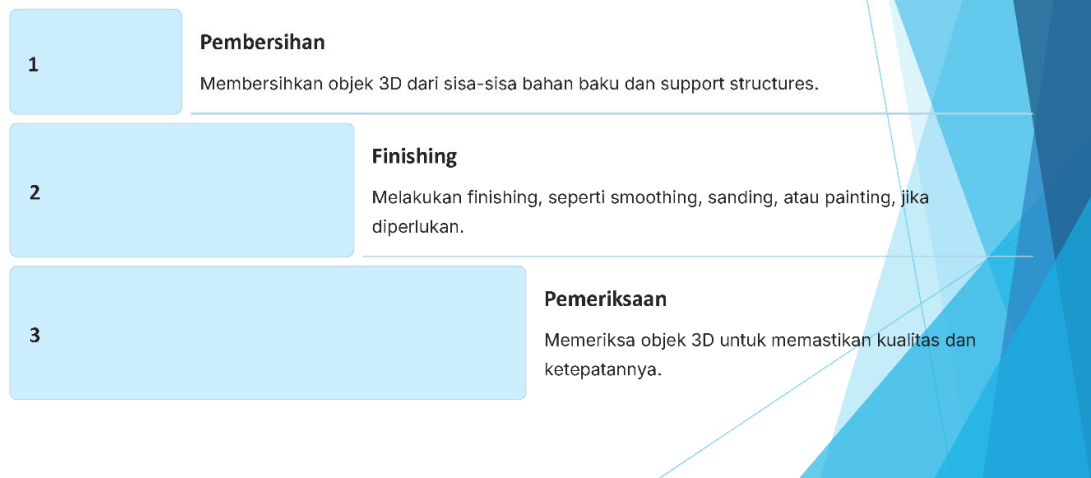 1
Pembersihan
Membersihkan objek 3D dari sisa-sisa bahan baku dan support structures.
2
Finishing
Melakukan finishing, seperti smoothing, sanding, atau painting, jika
diperlukan.
3
Pemeriksaan
Memeriksa objek 3D untuk memastikan kualitas dan
ketepatannya.